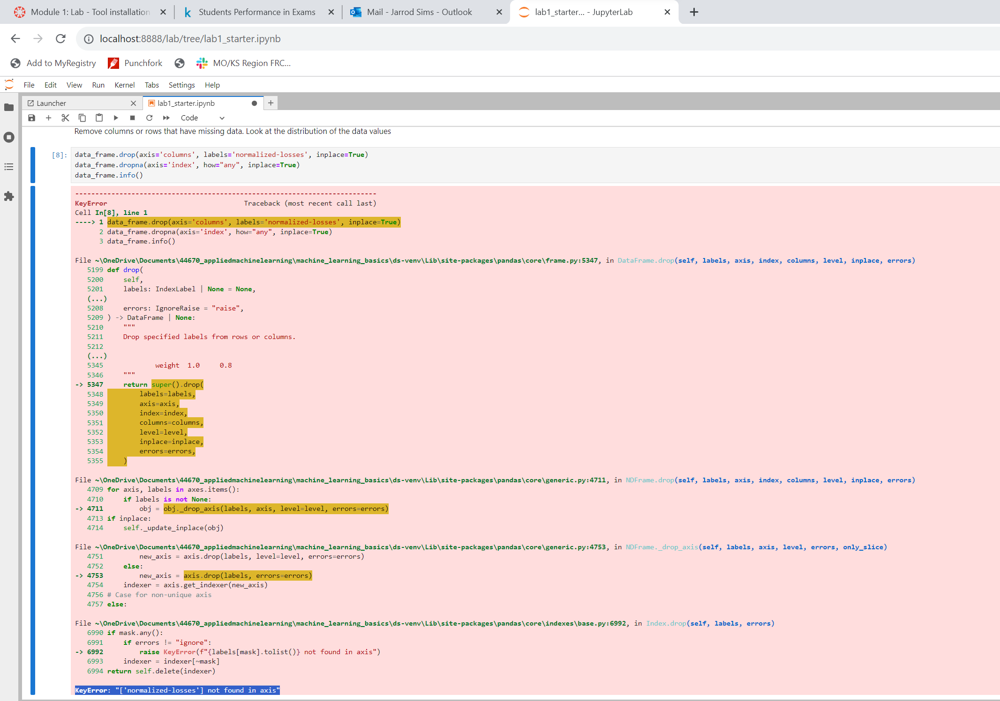 Module 1: Lab - Tool installation
Students Performance in Exams
Mail - Jarrod Sims - Outlook
lab1_starter... - JupyterLab
localhost:8888/lab/tree/lab1_starter.ipynb
Add to MyRegistry
Punchfork
MO/KS Region FRC...
File Edit View Run Kernel Tabs Settings Help
Launcher
lab1_starter.ipynb
Code
Remove columns or rows that have missing data. Look at the distribution of the data values
[8]: data_frame.drop(axis='columns', labels='normalized-losses', inplace=True)
data_frame.dropna(axis='index', how="any", inplace=True)
data_frame.info()
---------------------------------------------------------------------------
KeyError                                  Traceback (most recent call last)
Cell In[8], line 1
----> 1 data_frame.drop(axis='columns', labels='normalized-losses', inplace=True)
      2 data_frame.dropna(axis='index', how="any", inplace=True)
      3 data_frame.info()
File ~\OneDrive\Documents\44670_appliedmachinelearning\machine_learning_basics\ds-venv\Lib\site-packages\pandas\core\frame.py:5347, in DataFrame.drop(self, labels, axis, index, columns, level, inplace, errors)
   5199 def drop(
   5200     self,
   5201     labels: IndexLabel | None = None,
   (...)
   5208     errors: IgnoreRaise = "raise",
   5209 ) -> DataFrame | None:
   5210     """
   5211     Drop specified labels from rows or columns.
   5212
   (...)
   5345             weight  1.0     0.8
   5346     """
-> 5347     return super().drop(
   5348         labels=labels,
   5349         axis=axis,
   5350         index=index,
   5351         columns=columns,
   5352         level=level,
   5353         inplace=inplace,
   5354         errors=errors,
   5355     )
File ~\OneDrive\Documents\44670_appliedmachinelearning\machine_learning_basics\ds-venv\Lib\site-packages\pandas\core\generic.py:4711, in NDFrame.drop(self, labels, axis, index, columns, level, inplace, errors)
   4709 for axis, labels in axes.items():
   4710     if labels is not None:
-> 4711         obj = obj._drop_axis(labels, axis, level=level, errors=errors)
   4713 if inplace:
   4714     self._update_inplace(obj)
File ~\OneDrive\Documents\44670_appliedmachinelearning\machine_learning_basics\ds-venv\Lib\site-packages\pandas\core\generic.py:4753, in NDFrame._drop_axis(self, labels, axis, level, errors, only_slice)
   4751         new_axis = axis.drop(labels, level=level, errors=errors)
   4752     else:
-> 4753         new_axis = axis.drop(labels, errors=errors)
   4754     indexer = axis.get_indexer(new_axis)
   4756 # Case for non-unique axis
   4757 else:
File ~\OneDrive\Documents\44670_appliedmachinelearning\machine_learning_basics\ds-venv\Lib\site-packages\pandas\core\indexes\base.py:6992, in Index.drop(self, labels, errors)
   6990 if mask.any():
   6991     if errors != "ignore":
-> 6992         raise KeyError(f"{labels[mask].tolist()} not found in axis")
   6993     indexer = indexer[~mask]
   6994 return self.delete(indexer)
KeyError: "['normalized-losses'] not found in axis"